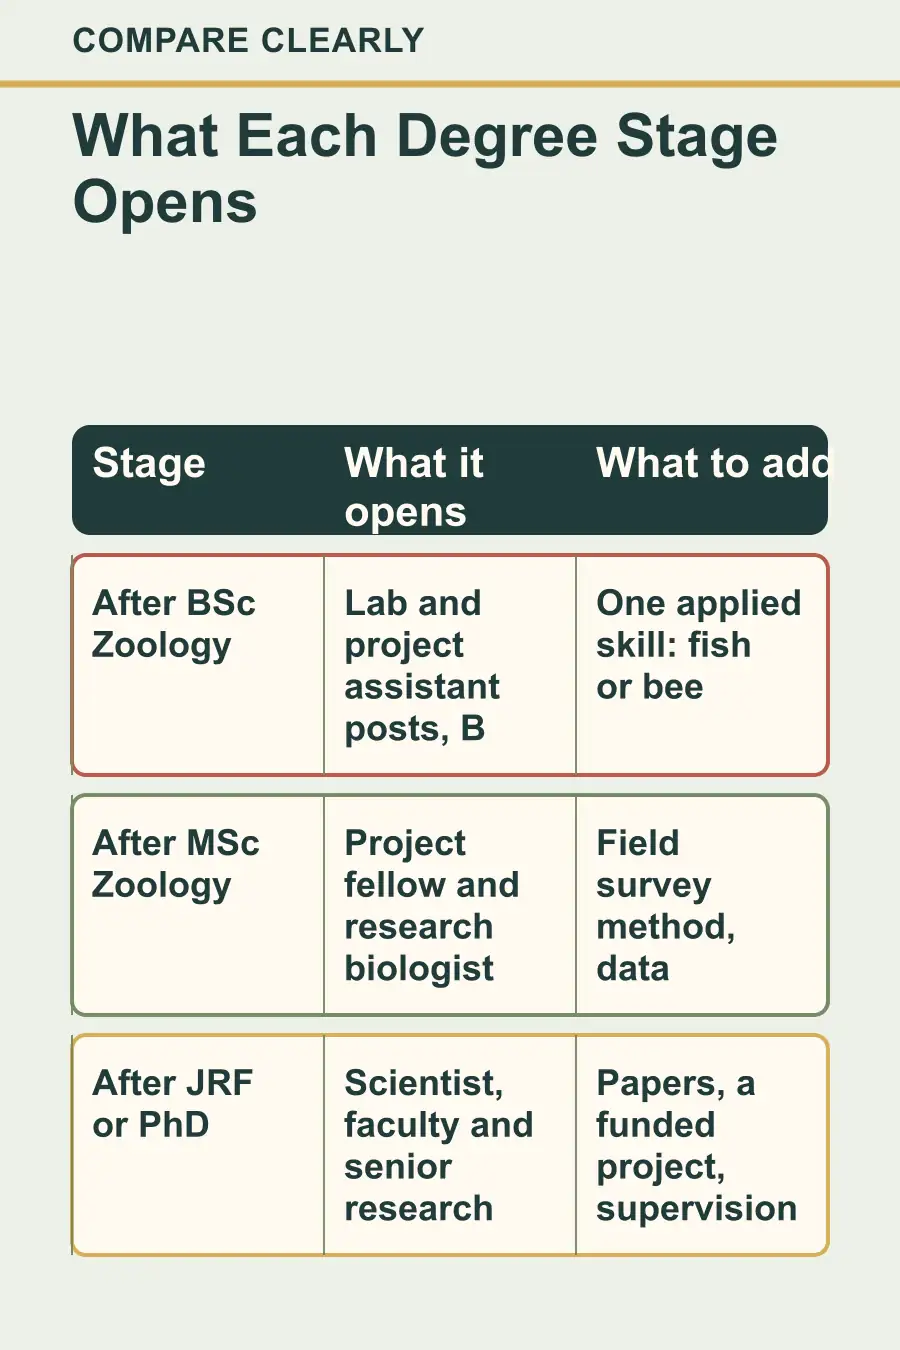 COMPARE CLEARLY
What Each Degree Stage
Opens
Stage
What it
opens
What to add
After BSc
Zoology
Lab and
project
assistant
posts, B
One applied
skill: fish
or bee
After MSc
Zoology
Project
fellow and
research
biologist
Field
survey
method,
data
After JRF
or PhD
Scientist,
faculty and
senior
research
Papers, a
funded
project,
supervision